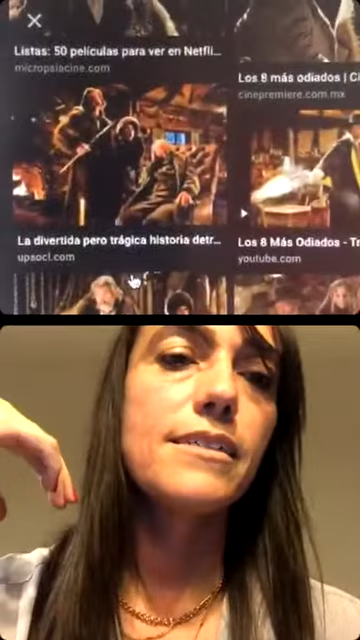 Listas: 50 películas para ver en Netfli...
micropsiacine.com
Los 8 más odiados | Ci
cinepremiere.com.mx
La divertida pero trágica historia detr...
upsocl.com
Los 8 Más Odiados - Tr
youtube.com